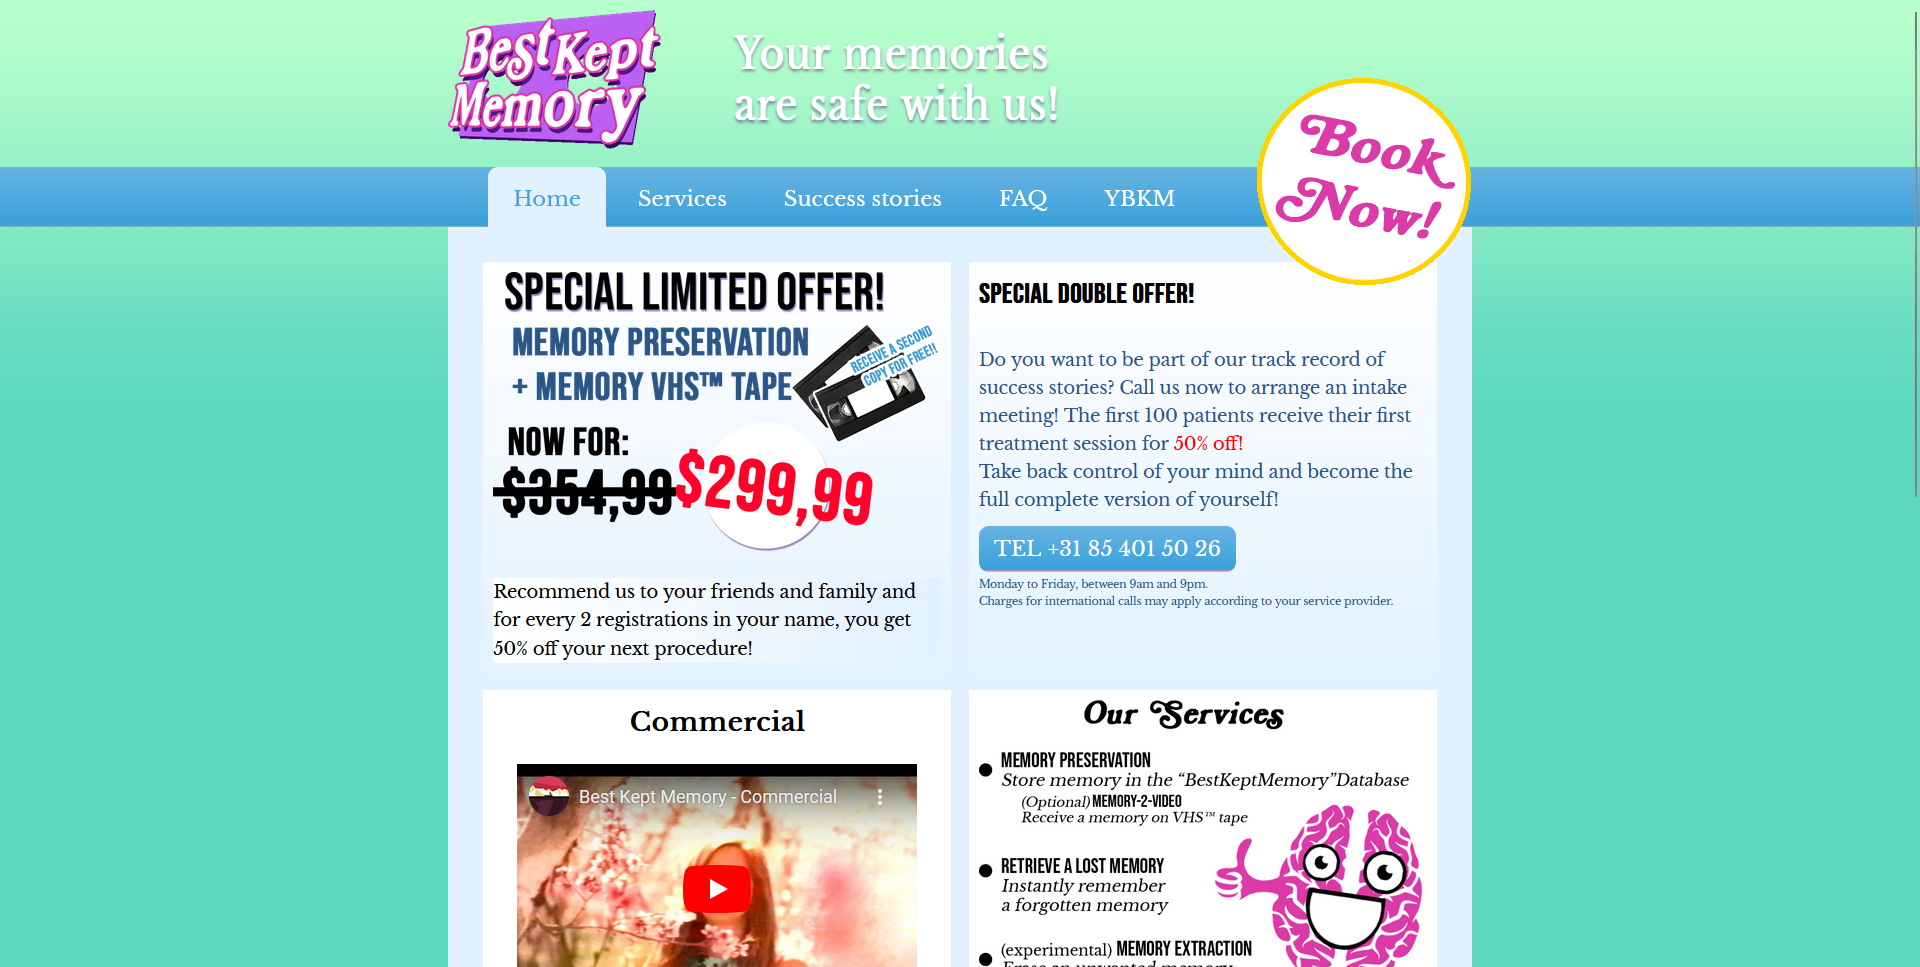 Best Kept
Memory
Your memories
are safe with us!
Book
Now!
Home
Services
Success stories
FAQ
YBKM
SPECIAL LIMITED OFFER!
MEMORY PRESERVATION
+ MEMORY VHS™ TAPE
RECEIVE A SECOND
COPY FOR FREE!!
NOW FOR:
$354,99
$299,99
Recommend us to your friends and family and
for every 2 registrations in your name, you get
50% off your next procedure!
SPECIAL DOUBLE OFFER!
Do you want to be part of our track record of
success stories? Call us now to arrange an intake
meeting! The first 100 patients receive their first
treatment session for 50% off!
Take back control of your mind and become the
full complete version of yourself!
TEL +31 85 401 50 26
Monday to Friday, between 9am and 9pm.
Charges for international calls may apply according to your service provider.
Commercial
Best Kept Memory - Commercial
Our Services
MEMORY PRESERVATION
Store memory in the “BestKeptMemory”Database
(Optional) MEMORY-2-VIDEO
Receive a memory on VHS™ tape
RETRIEVE A LOST MEMORY
Instantly remember
a forgotten memory
(experimental) MEMORY EXTRACTION
Erase an unwanted memory